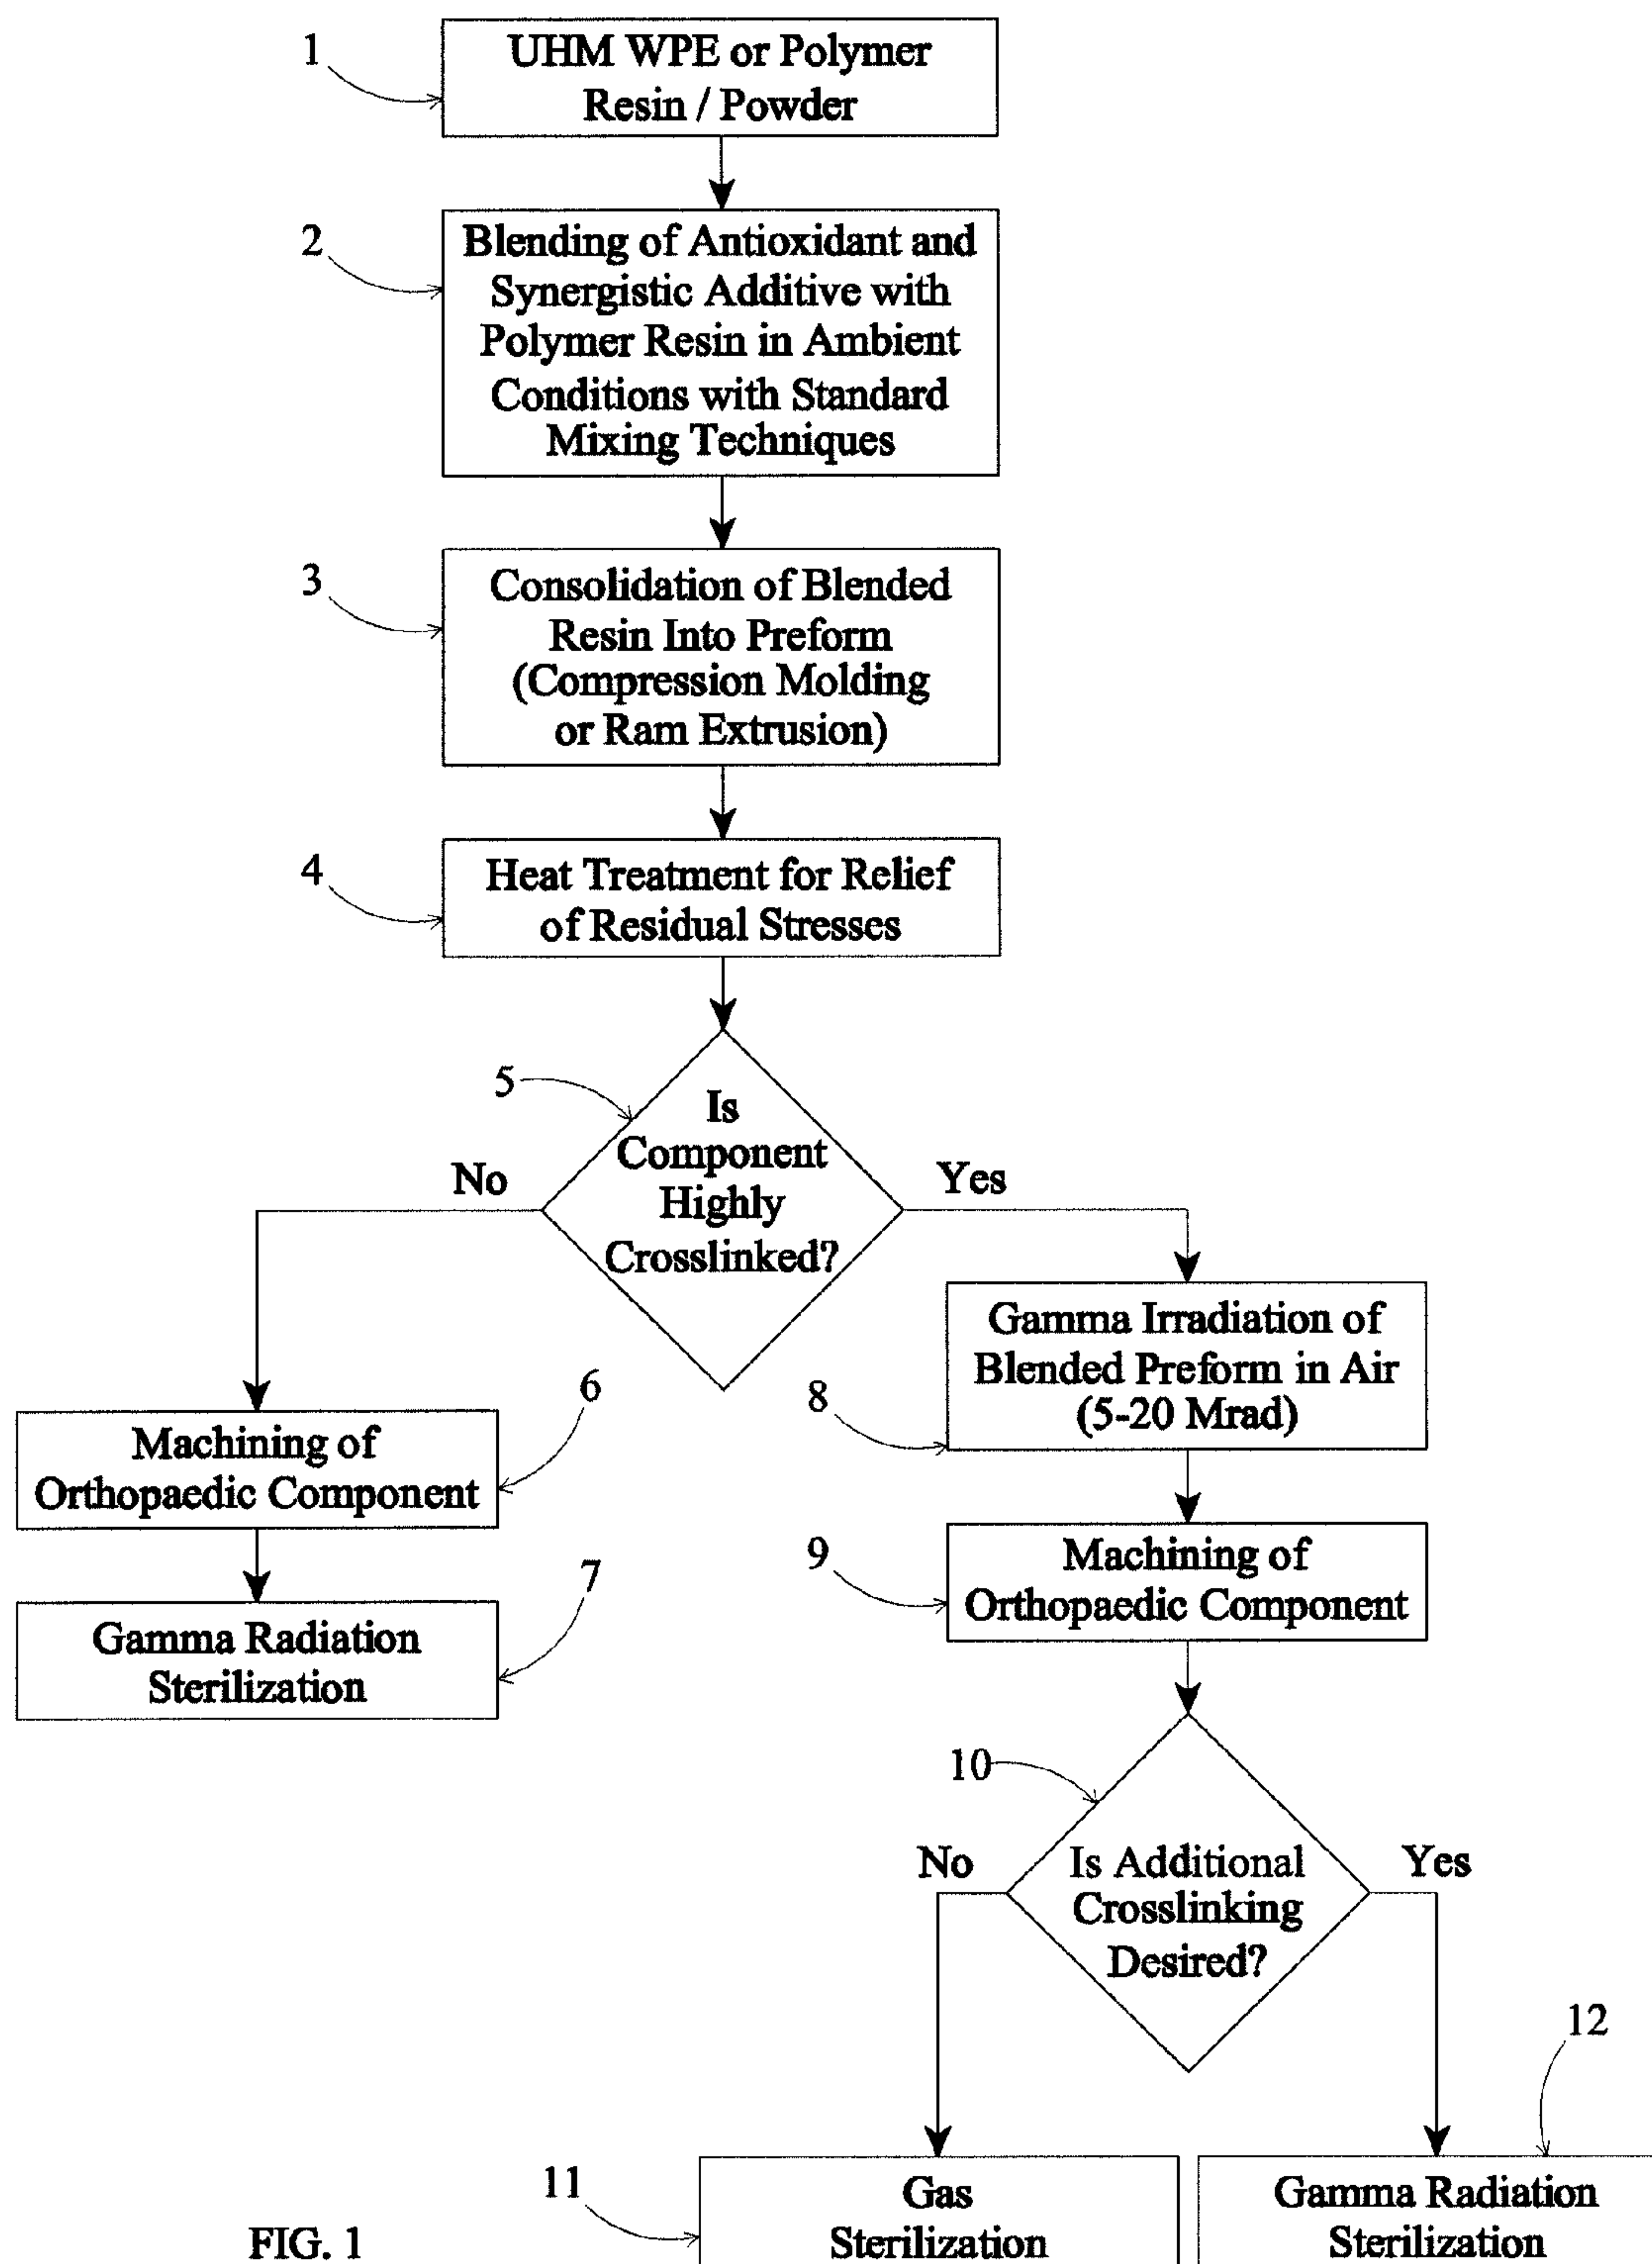 1
UHM WPE or Polymer
Resin / Powder
2
Blending of Antioxidant and
Synergistic Additive with
Polymer Resin in Ambient
Conditions with Standard
Mixing Techniques
3
Consolidation of Blended
Resin Into Preform
(Compression Molding
or Ram Extrusion)
4
Heat Treatment for Relief
of Residual Stresses
5
Is
Component
Highly
Crosslinked?
No
Yes
6
Machining of
Orthopaedic Component
7
Gamma Radiation
Sterilization
8
Gamma Irradiation of
Blended Preform in Air
(5-20 Mrad)
9
Machining of
Orthopaedic Component
10
Is Additional
Crosslinking
Desired?
No
Yes
11
Gas
Sterilization
12
Gamma Radiation
Sterilization
FIG. 1